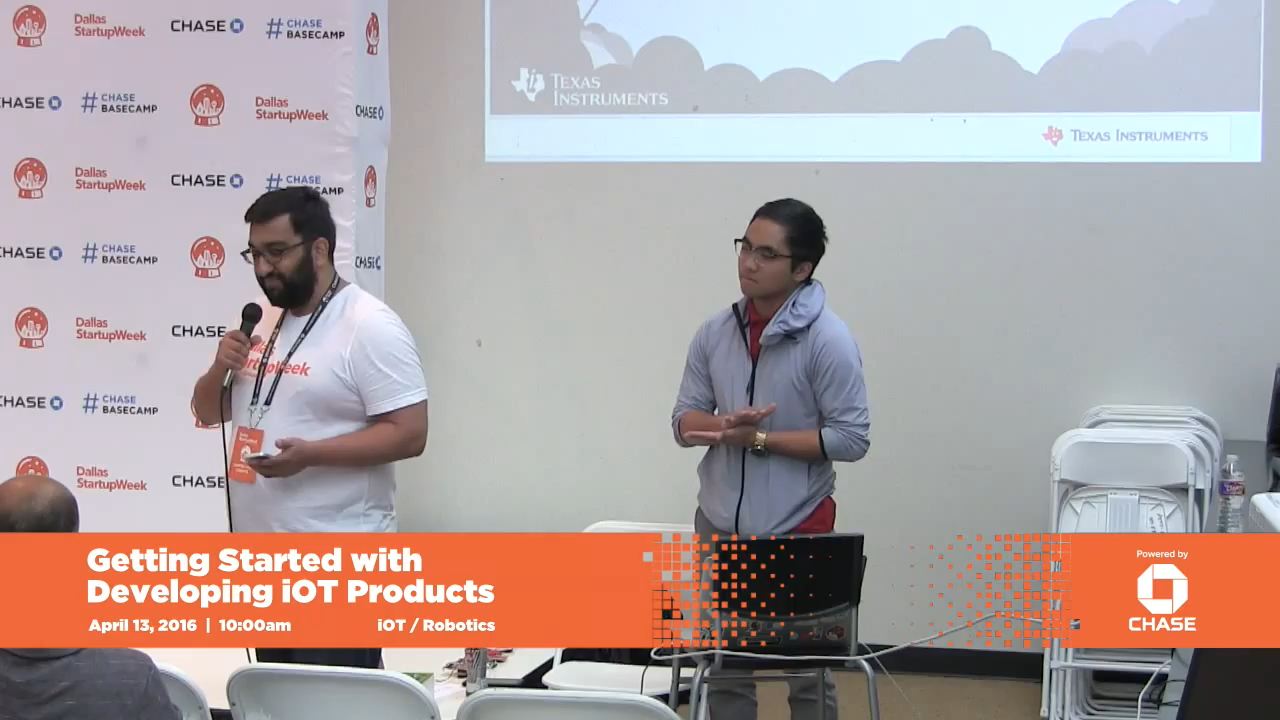 Dallas
StartupWeek
CHASE
# CHASE
BASECAMP
CHASE
# CHASE
BASECAMP
Dallas
StartupWeek
CHASE
Dallas
StartupWeek
CHASE
# CHASE
BASECAMP
CHASE
# CHASE
BASECAMP
CHASE
Dallas
StartupWeek
CHASE
CHASE
# CHASE
BASECAMP
Dallas
StartupWeek
CHASE
TEXAS
INSTRUMENTS
TEXAS INSTRUMENTS
Getting Started with
Developing iOT Products
April 13, 2016 | 10:00am
iOT / Robotics
Powered by
CHASE